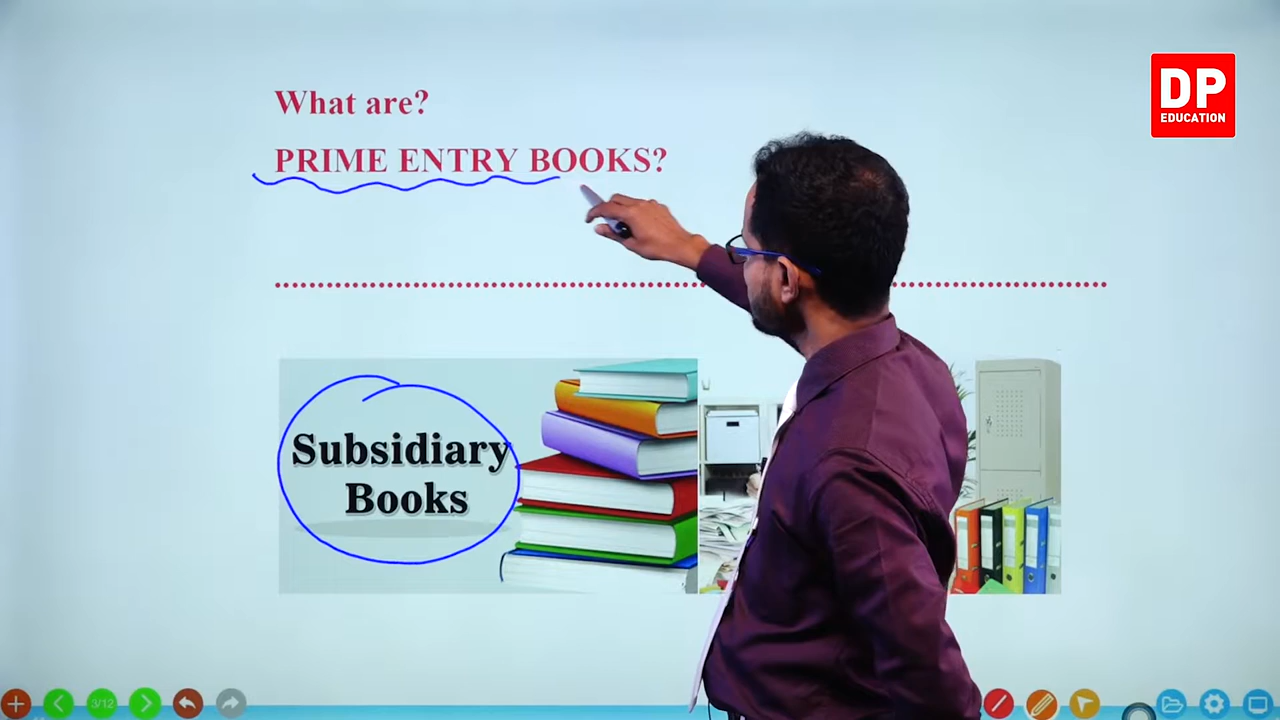 What are?
PRIME ENTRY BOOKS?
DP
EDUCATION
Subsidiary
Books
3/12